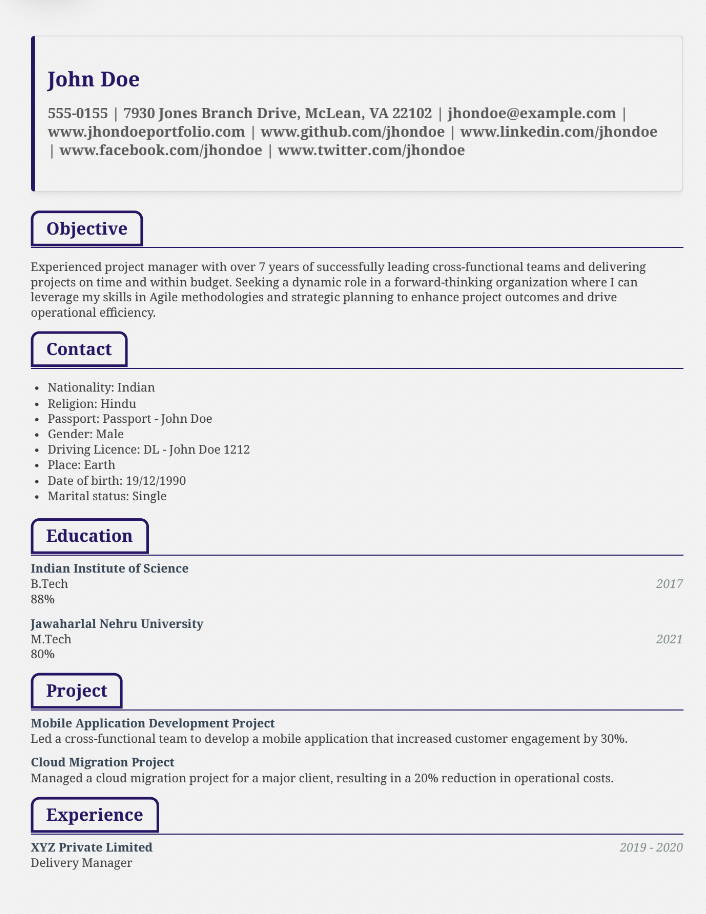 John Doe
555-0155 | 7930 Jones Branch Drive, McLean, VA 22102 | jhondoe@example.com |
www.jhondoeportfolio.com | www.github.com/jhondoe | www.linkedin.com/jhondoe
| www.facebook.com/jhondoe | www.twitter.com/jhondoe
Objective
Experienced project manager with over 7 years of successfully leading cross-functional teams and delivering
projects on time and within budget. Seeking a dynamic role in a forward-thinking organization where I can
leverage my skills in Agile methodologies and strategic planning to enhance project outcomes and drive
operational efficiency.
Contact
• Nationality: Indian
• Religion: Hindu
• Passport: Passport - John Doe
• Gender: Male
• Driving Licence: DL - John Doe 1212
• Place: Earth
• Date of birth: 19/12/1990
• Marital status: Single
Education
Indian Institute of Science
B.Tech 2017
88%
Jawaharlal Nehru University
M.Tech 2021
80%
Project
Mobile Application Development Project
Led a cross-functional team to develop a mobile application that increased customer engagement by 30%.
Cloud Migration Project
Managed a cloud migration project for a major client, resulting in a 20% reduction in operational costs.
Experience
XYZ Private Limited 2019 - 2020
Delivery Manager